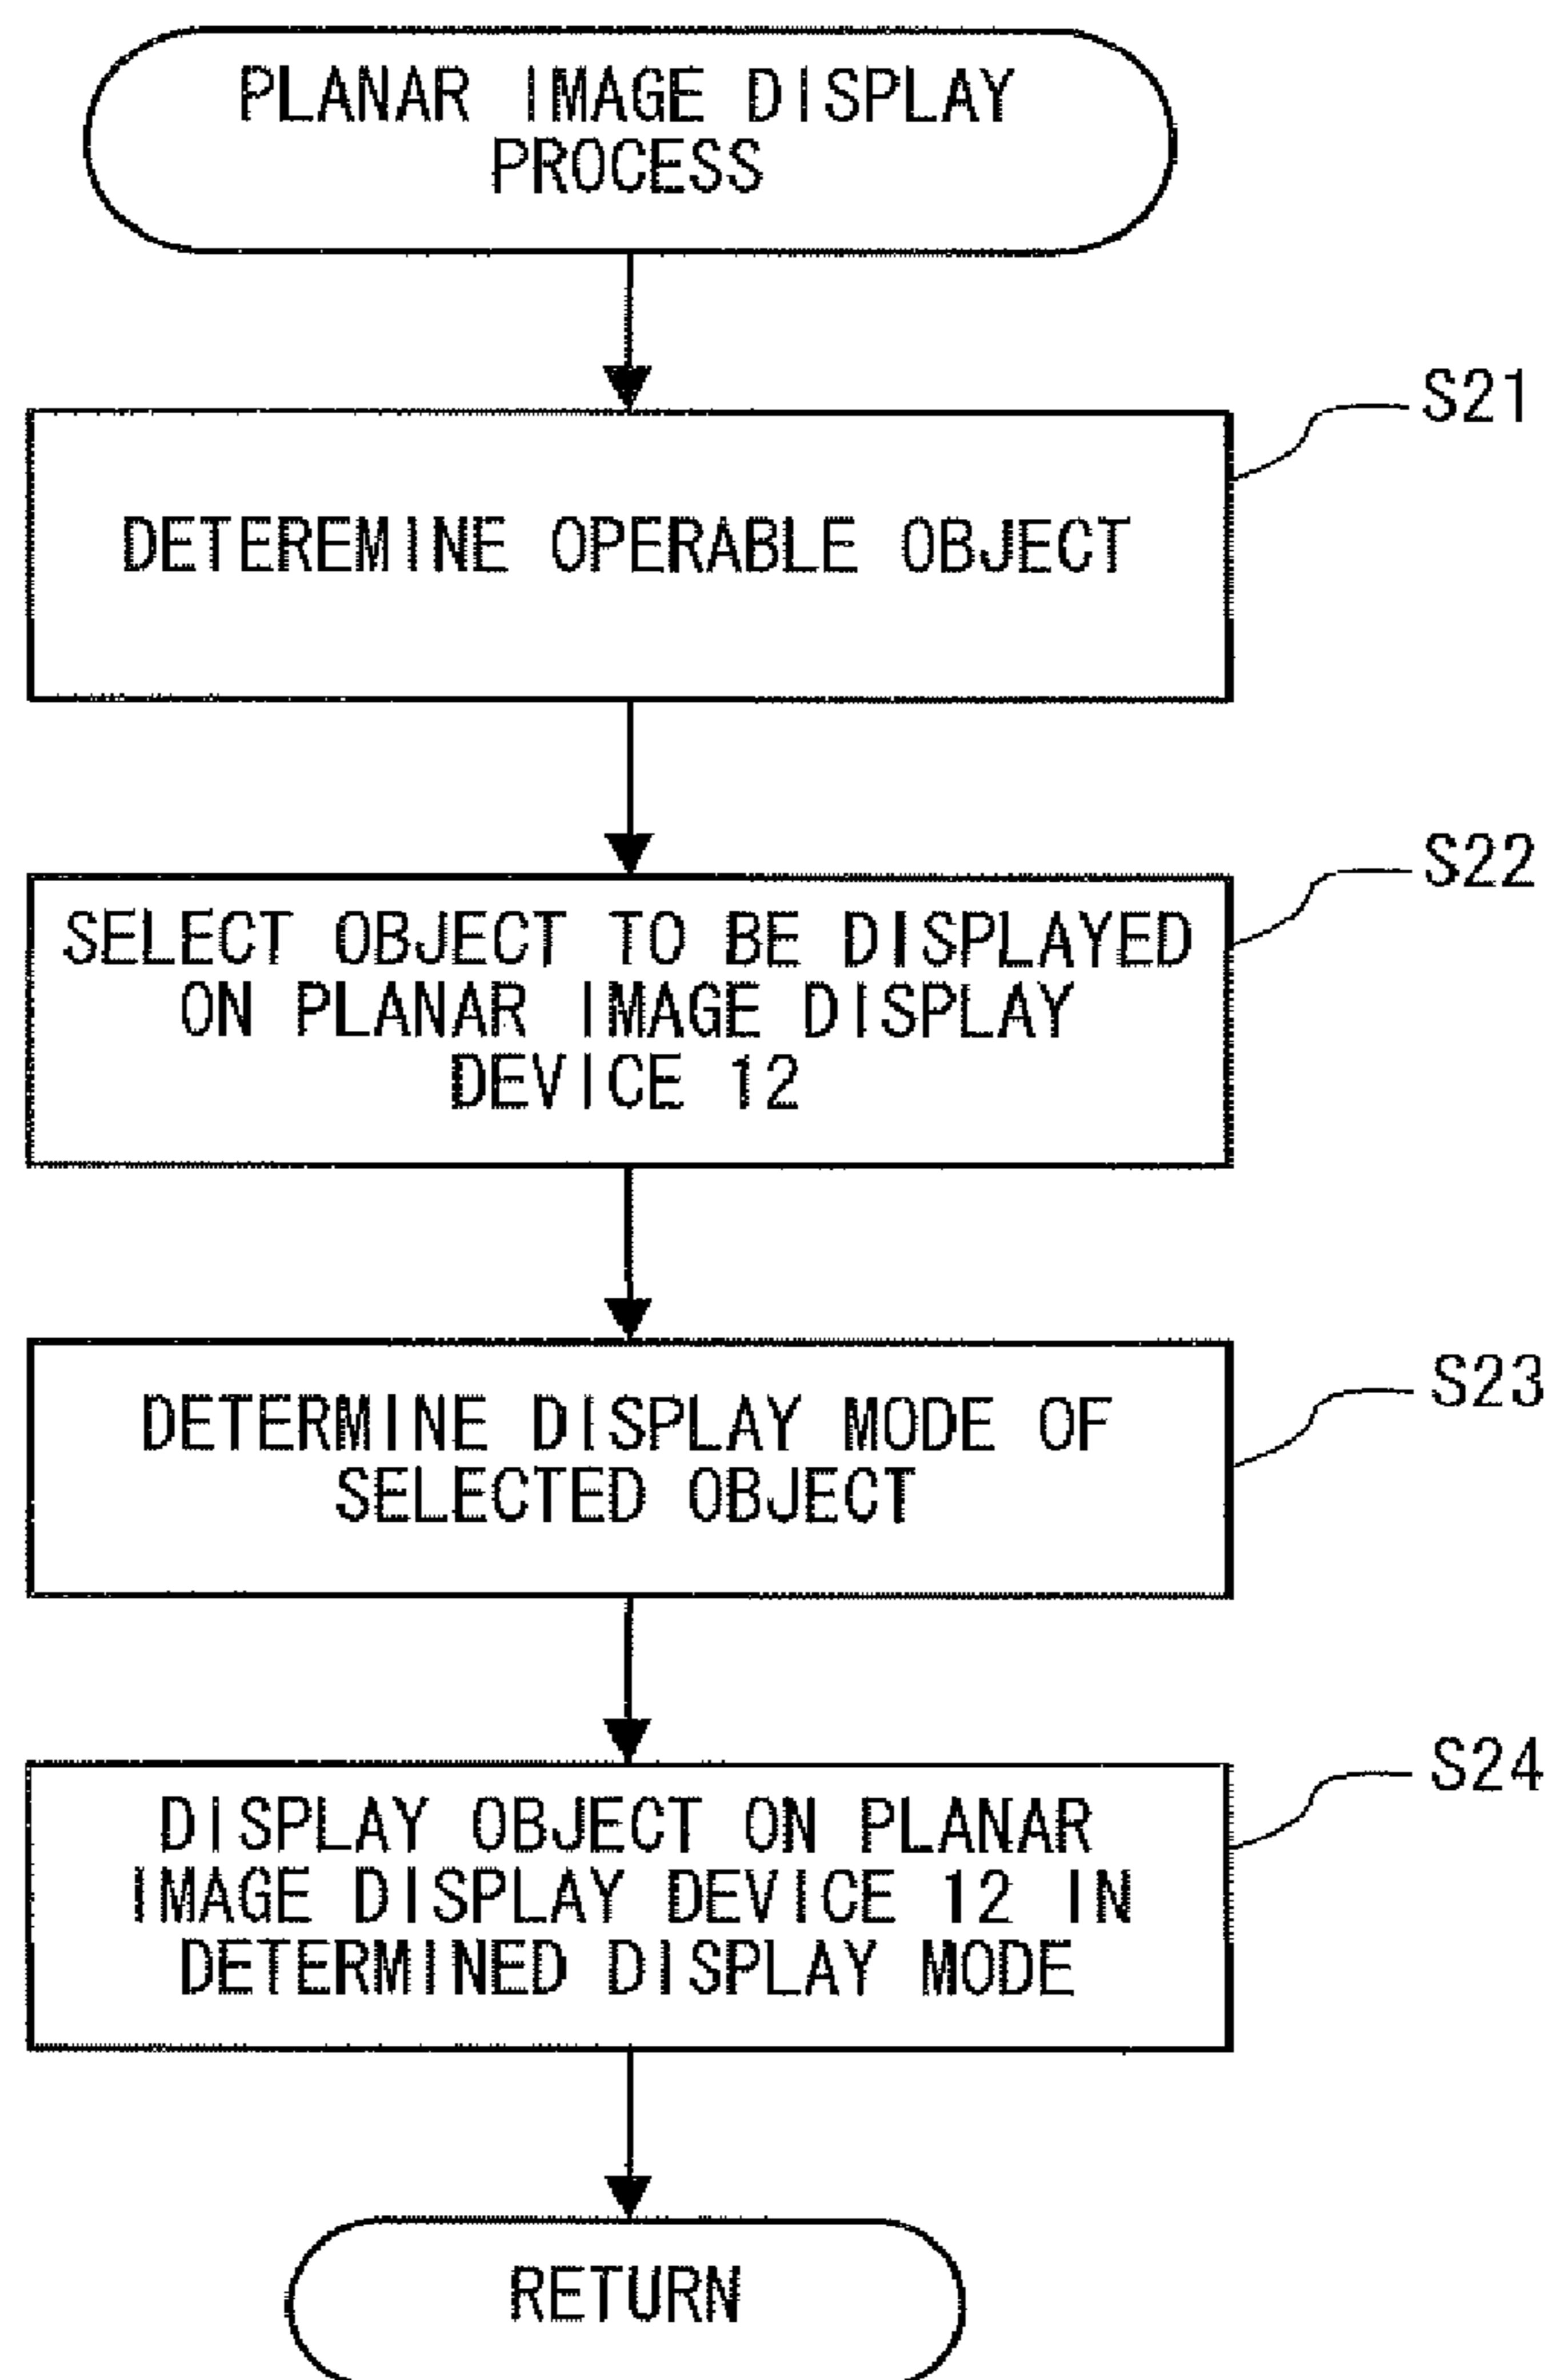 PLANAR IMAGE DISPLAY
PROCESS
S21
DETEREMINE OPERABLE OBJECT
S22
SELECT OBJECT TO BE DISPLAYED
ON PLANAR IMAGE DISPLAY
DEVICE 12
S23
DETERMINE DISPLAY MODE OF
SELECTED OBJECT
S24
DISPLAY OBJECT ON PLANAR
IMAGE DISPLAY DEVICE 12 IN
DETERMINED DISPLAY MODE
RETURN